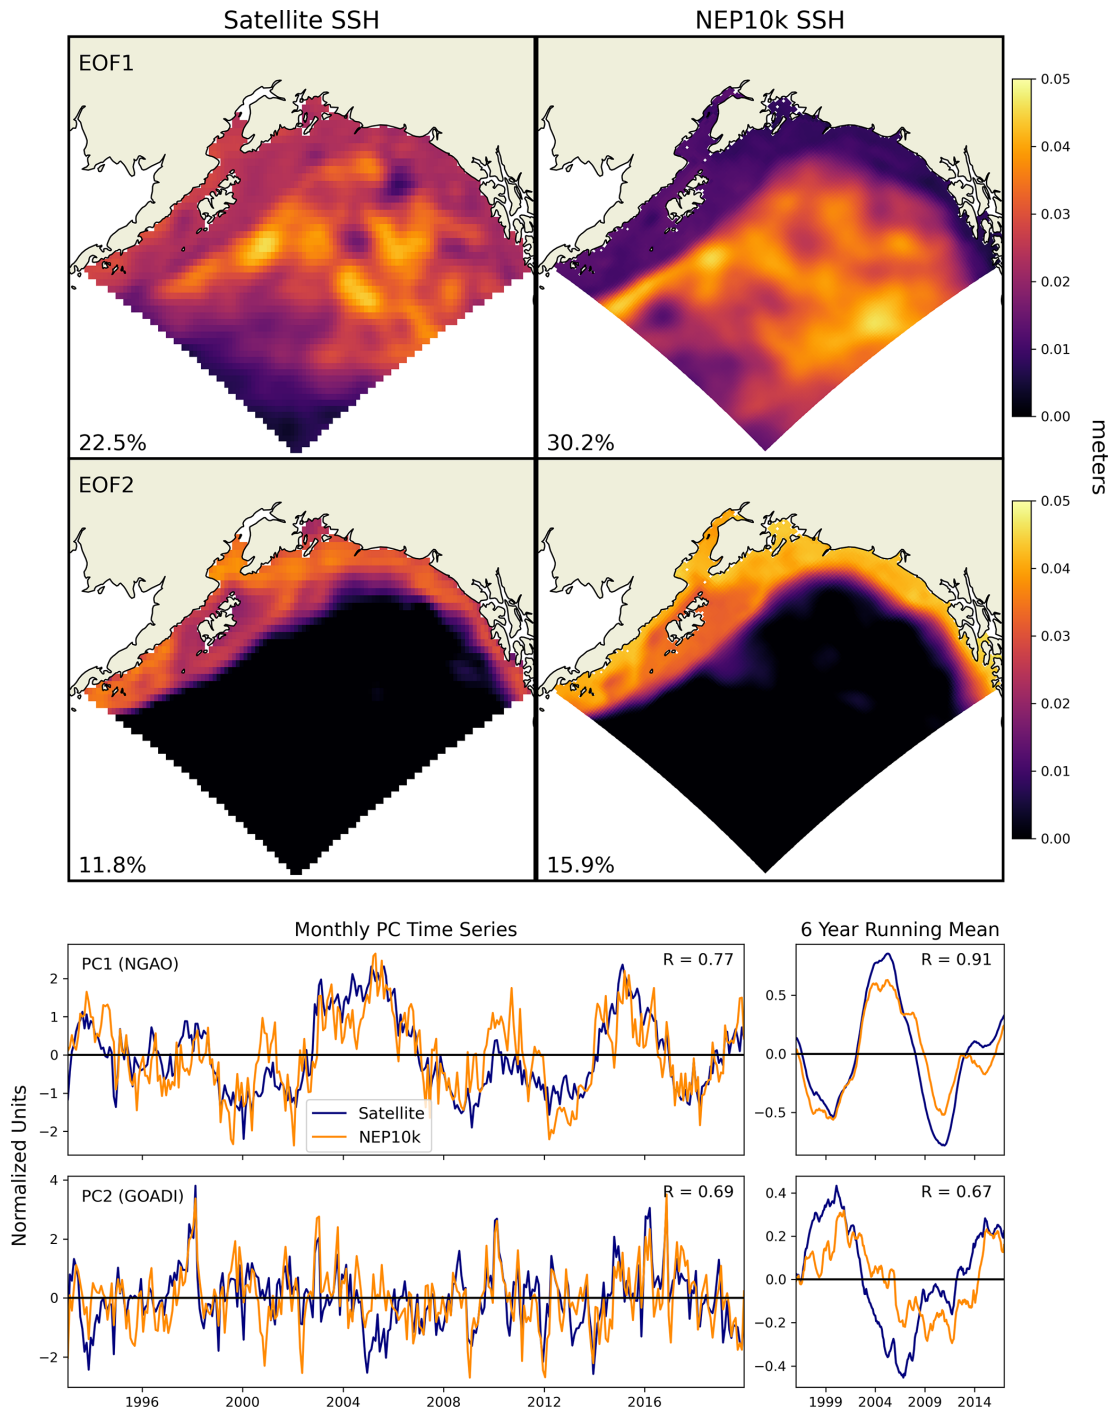 Satellite SSH
NEP10k SSH
EOF1
22.5%
30.2%
0.05
0.04
0.03
0.02
0.01
0.00
EOF2
11.8%
15.9%
0.05
0.04
0.03
0.02
0.01
0.00
meters
Monthly PC Time Series
6 Year Running Mean
PC1 (NGAO)
R = 0.77
2
1
0
−1
−2
Satellite
NEP10k
R = 0.91
0.5
0.0
−0.5
PC2 (GOADI)
R = 0.69
4
2
0
−2
1996
2000
2004
2008
2012
2016
R = 0.67
0.4
0.2
0.0
−0.2
−0.4
1999
2004
2009
2014
Normalized Units